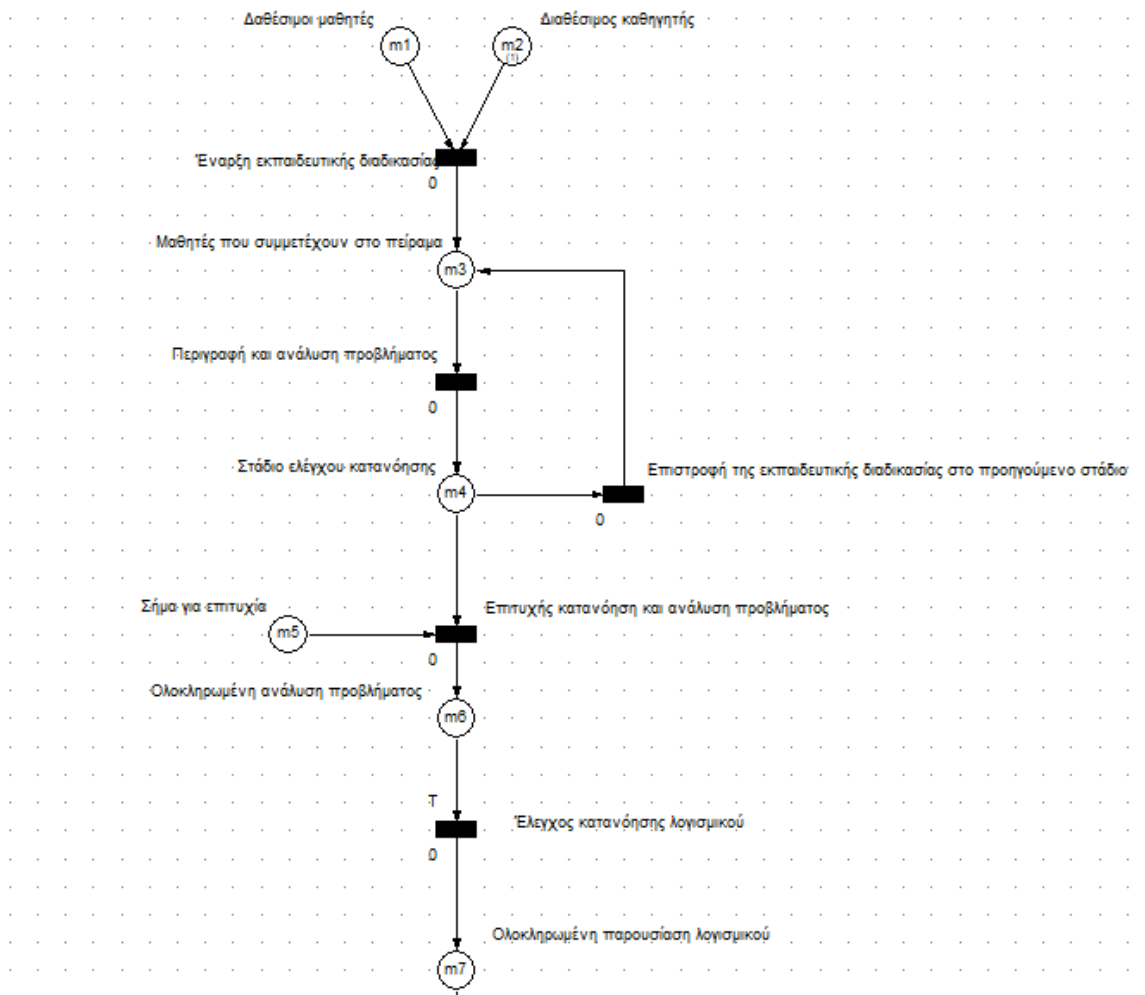 Δαθέσιμοι μαθητές
Διαθέσιμος καθηγητής
m1
m2
(1)
Έναρξη εκπαιδευτικής διαδικασίας
0
Μαθητές που συμμετέχουν στο πείραμα
m3
Περιγραφή και ανάλυση προβλήματος
0
Στάδιο ελέγχου κατανόησης
Επιστροφή της εκπαιδευτικής διαδικασίας στο προηγούμενο στάδιο
m4
0
Σήμα για επιτυχία
Επιτυχής κατανόηση και ανάλυση προβλήματος
m5
0
Ολοκληρωμένη ανάλυση προβλήματος
m6
T
Έλεγχος κατανόησης λογισμικού
0
Ολοκληρωμένη παρουσίαση λογισμικού
m7